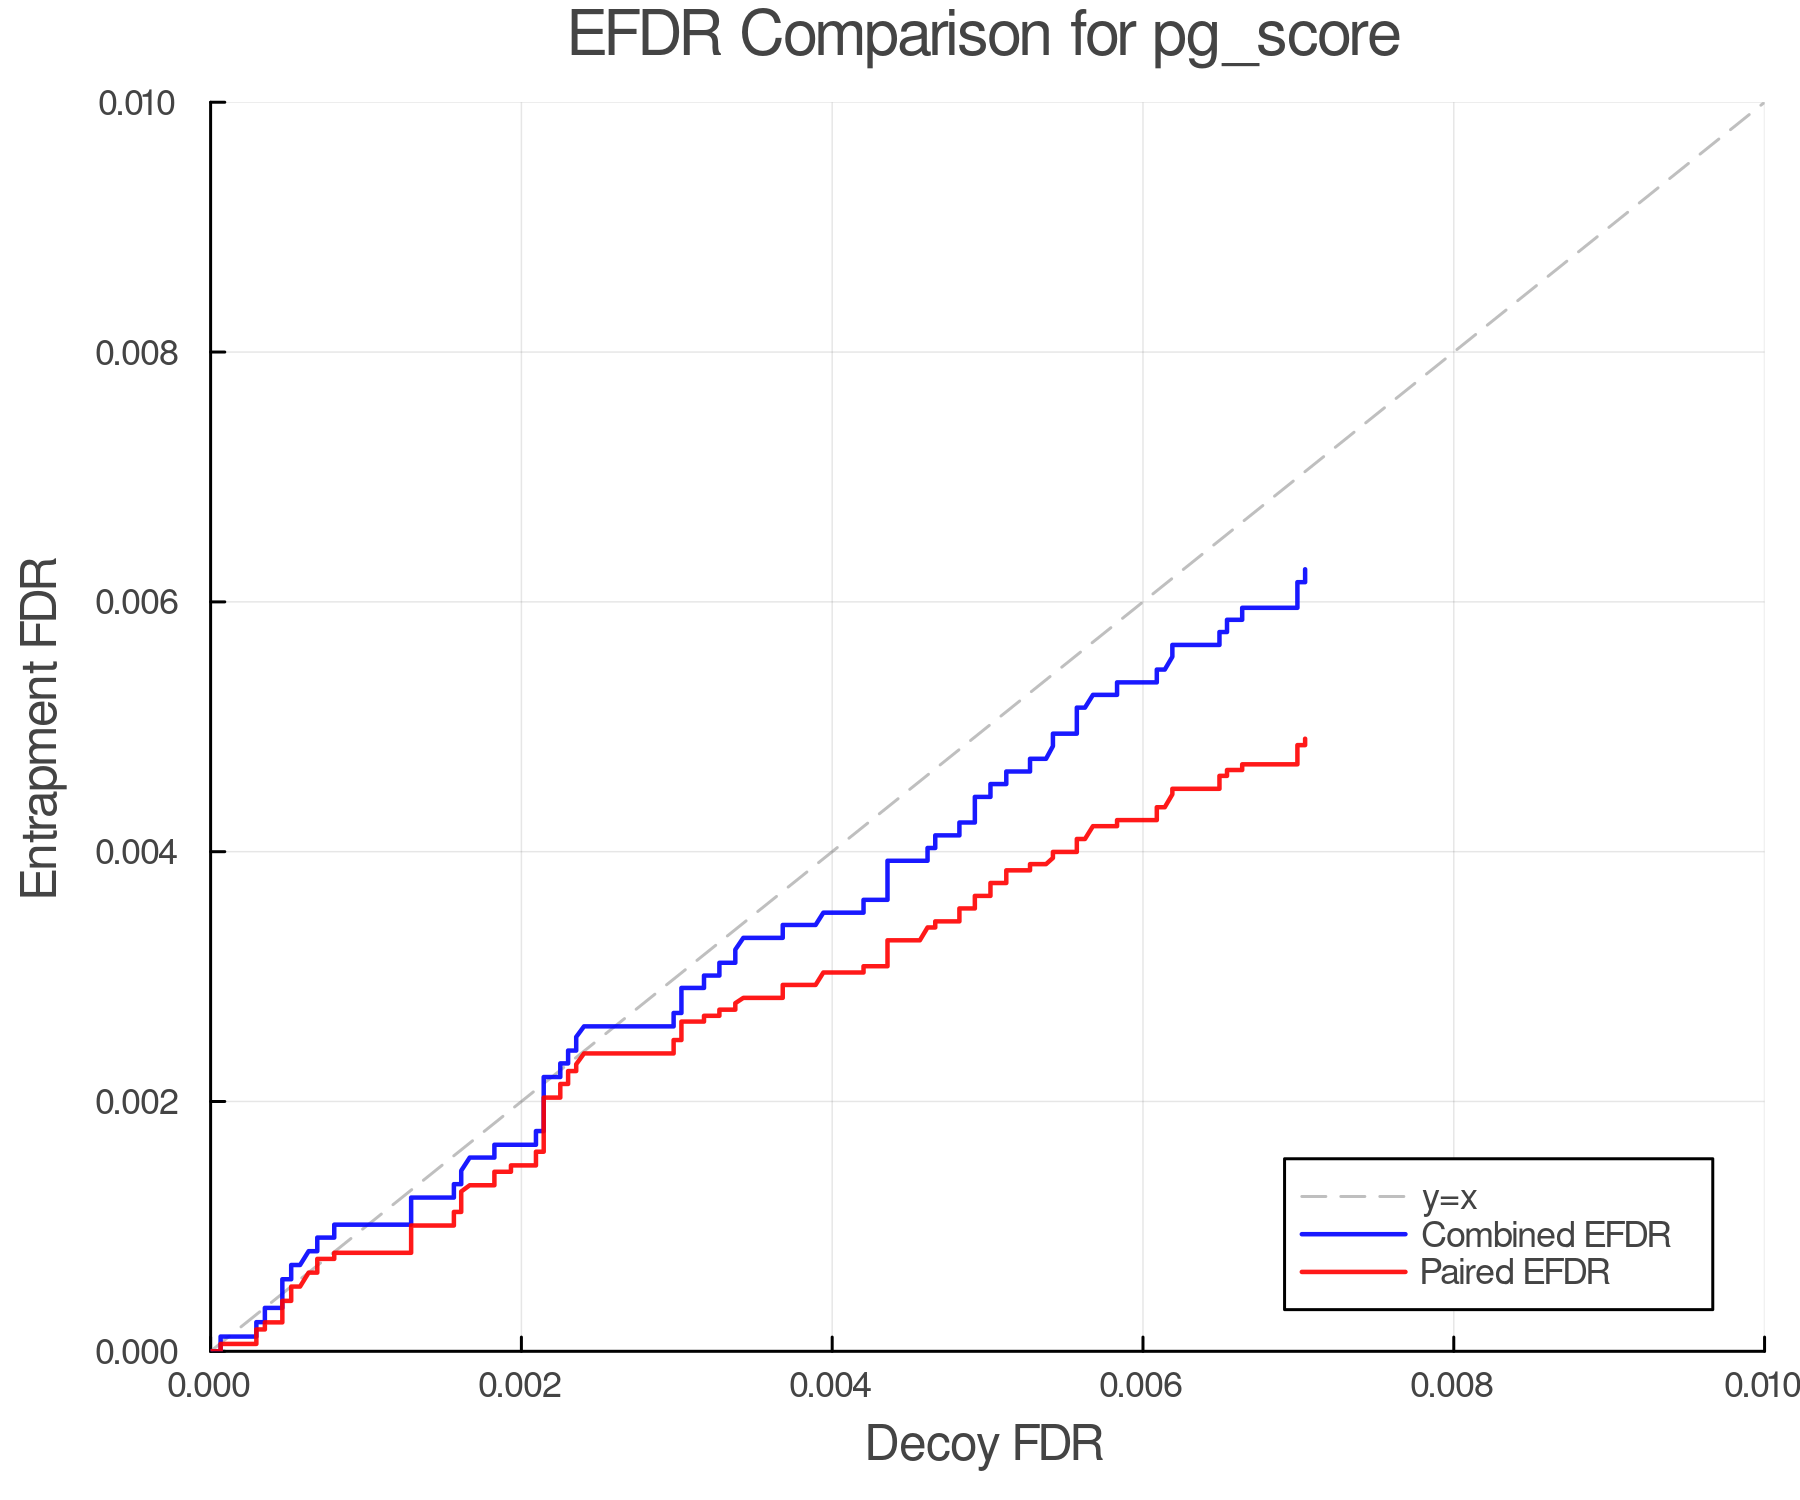 EFDR Comparison for pg_score
0.010
0.008
0.006
0.004
0.002
0.000
Entrapment FDR
0.000 0.002 0.004 0.006 0.008 0.010
Decoy FDR
y=x
Combined EFDR
Paired EFDR